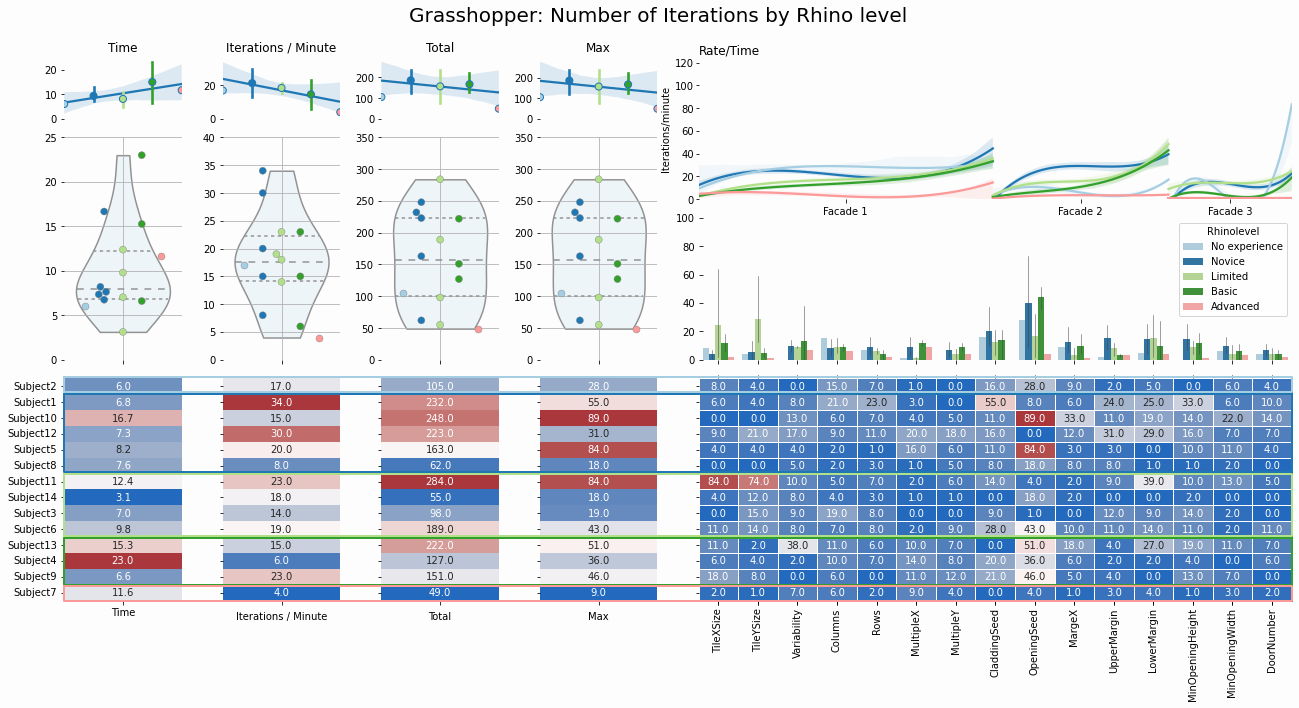 Grasshopper: Number of Iterations by Rhino level
Time
Iterations / Minute
Total
Max
Rate/Time
20
10
0
20
0
200
100
0
200
100
0
Iterations/minute
120
100
80
60
40
20
0
Facade 1
Facade 2
Facade 3
25
20
15
10
5
0
40
35
30
25
20
15
10
5
0
350
300
250
200
150
100
50
0
350
300
250
200
150
100
50
0
100
80
60
40
20
0
Rhinolevel
No experience
Novice
Limited
Basic
Advanced
Subject2 6.0 17.0 105.0 28.0 8.0 4.0 0.0 15.0 7.0 1.0 0.0 16.0 28.0 9.0 2.0 5.0 0.0 6.0 4.0
Subject1 6.8 34.0 232.0 55.0 6.0 4.0 8.0 21.0 23.0 3.0 0.0 55.0 8.0 6.0 24.0 25.0 33.0 6.0 10.0
Subject10 16.7 15.0 248.0 89.0 0.0 0.0 13.0 6.0 7.0 4.0 4.0 11.0 89.0 33.0 11.0 19.0 14.0 22.0 14.0
Subject12 7.3 30.0 223.0 31.0 9.0 21.0 17.0 9.0 11.0 20.0 18.0 16.0 0.0 12.0 31.0 29.0 16.0 7.0 7.0
Subject5 8.2 20.0 163.0 84.0 4.0 4.0 4.0 2.0 1.0 16.0 6.0 11.0 84.0 3.0 3.0 0.0 10.0 11.0 4.0
Subject8 7.6 8.0 62.0 18.0 0.0 0.0 5.0 2.0 3.0 1.0 5.0 8.0 18.0 8.0 8.0 1.0 1.0 2.0 0.0
Subject11 12.4 23.0 284.0 84.0 84.0 74.0 10.0 5.0 7.0 2.0 6.0 14.0 4.0 2.0 9.0 39.0 10.0 13.0 5.0
Subject14 3.1 18.0 55.0 18.0 4.0 12.0 8.0 4.0 3.0 1.0 1.0 0.0 18.0 2.0 0.0 0.0 2.0 0.0 0.0
Subject3 7.0 14.0 98.0 19.0 0.0 15.0 9.0 19.0 8.0 0.0 0.0 9.0 1.0 0.0 12.0 9.0 14.0 2.0 0.0
Subject6 9.8 19.0 189.0 43.0 11.0 14.0 8.0 7.0 8.0 2.0 9.0 28.0 43.0 10.0 11.0 14.0 11.0 2.0 11.0
Subject13 15.3 15.0 222.0 51.0 11.0 2.0 38.0 11.0 6.0 10.0 7.0 0.0 51.0 18.0 4.0 27.0 19.0 11.0 7.0
Subject4 23.0 6.0 127.0 36.0 6.0 4.0 2.0 10.0 7.0 14.0 8.0 20.0 36.0 6.0 2.0 2.0 4.0 6.0 0.0
Subject9 6.6 23.0 151.0 46.0 18.0 8.0 0.0 6.0 0.0 11.0 12.0 21.0 46.0 5.0 4.0 0.0 13.0 7.0 0.0
Subject7 11.6 4.0 49.0 9.0 2.0 1.0 7.0 6.0 2.0 9.0 4.0 0.0 4.0 1.0 3.0 4.0 1.0 3.0 2.0
Time
Iterations / Minute
Total
Max
TileXSize
TileYSize
Variability
Columns
Rows
MultipleX
MultipleY
CladdingSeed
OpeningSeed
MargeX
UpperMargin
LowerMargin
MinOpeningHeight
MinOpeningWidth
DoorNumber